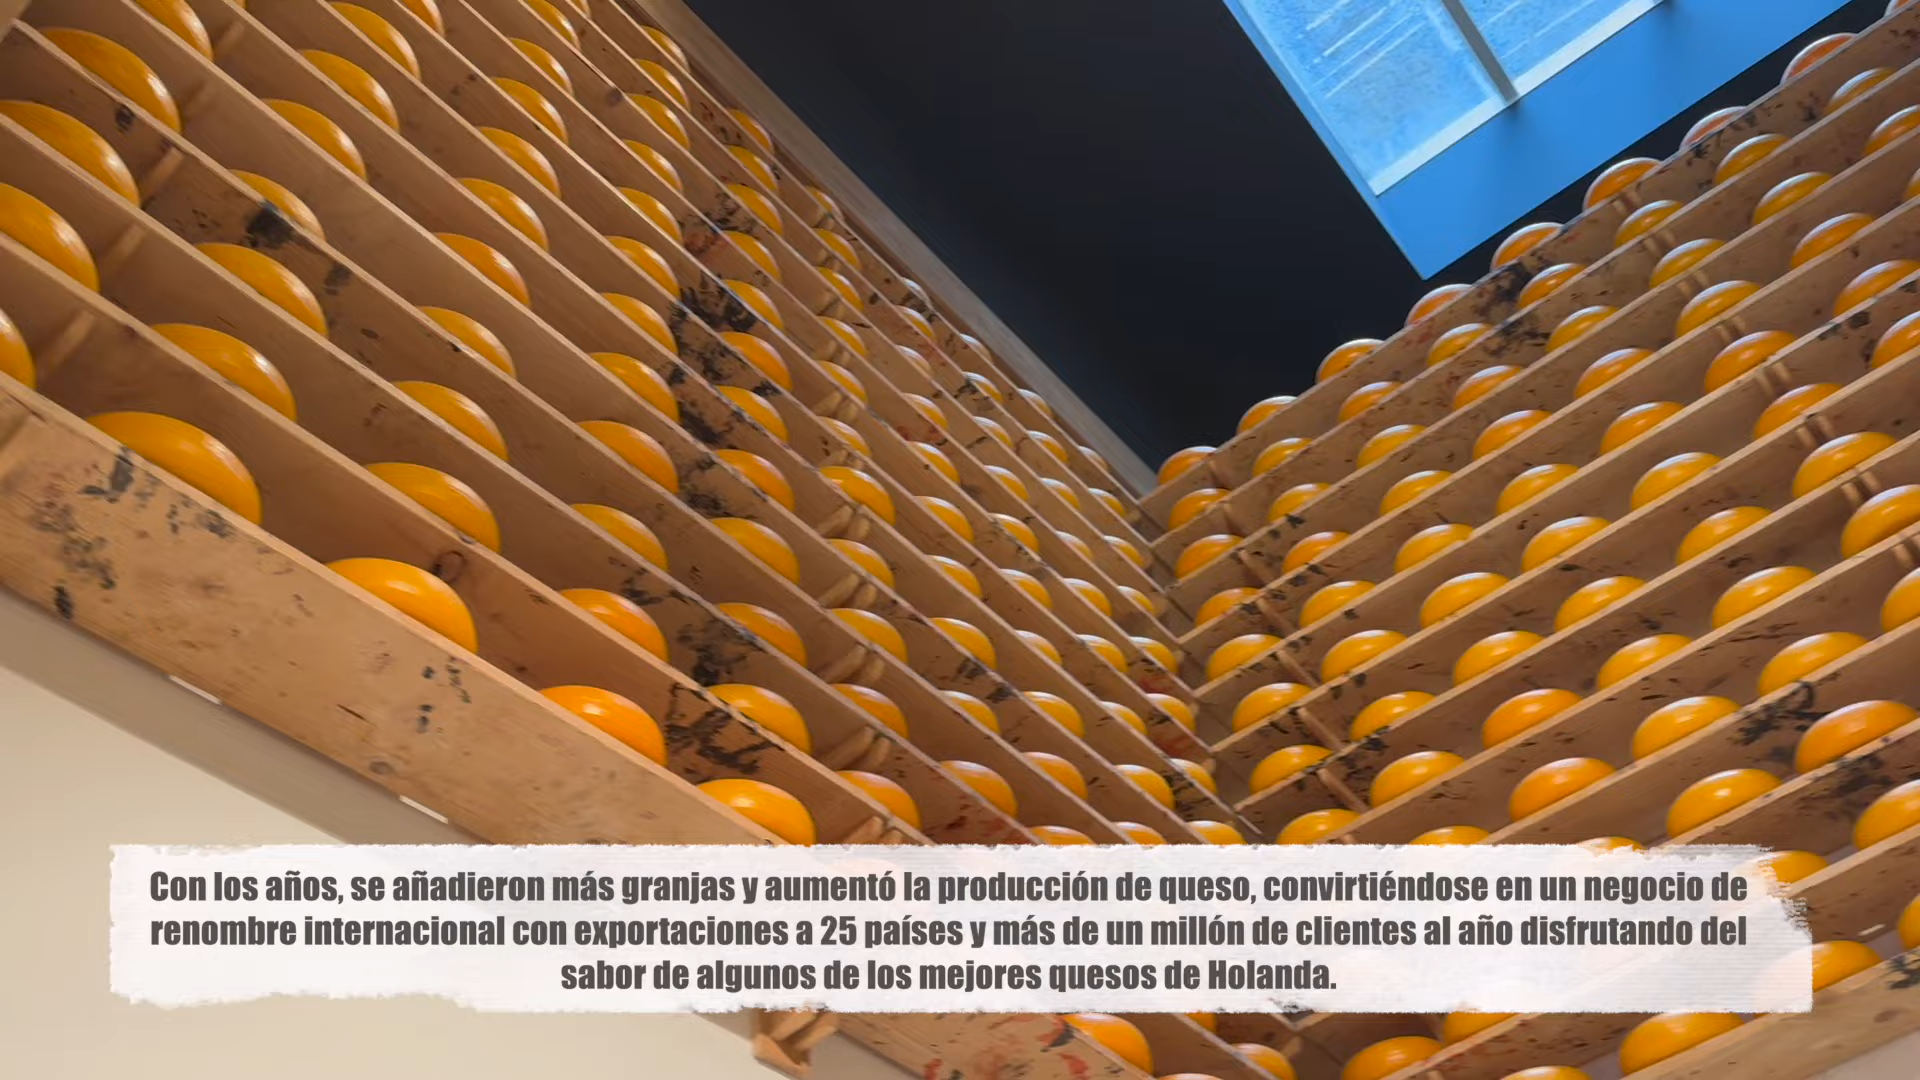 Con los años, se añadieron más granjas y aumentó la producción de queso, convirtiéndose en un negocio de
renombre internacional con exportaciones a 25 países y más de un millón de clientes al año disfrutando del
sabor de algunos de los mejores quesos de Holanda.